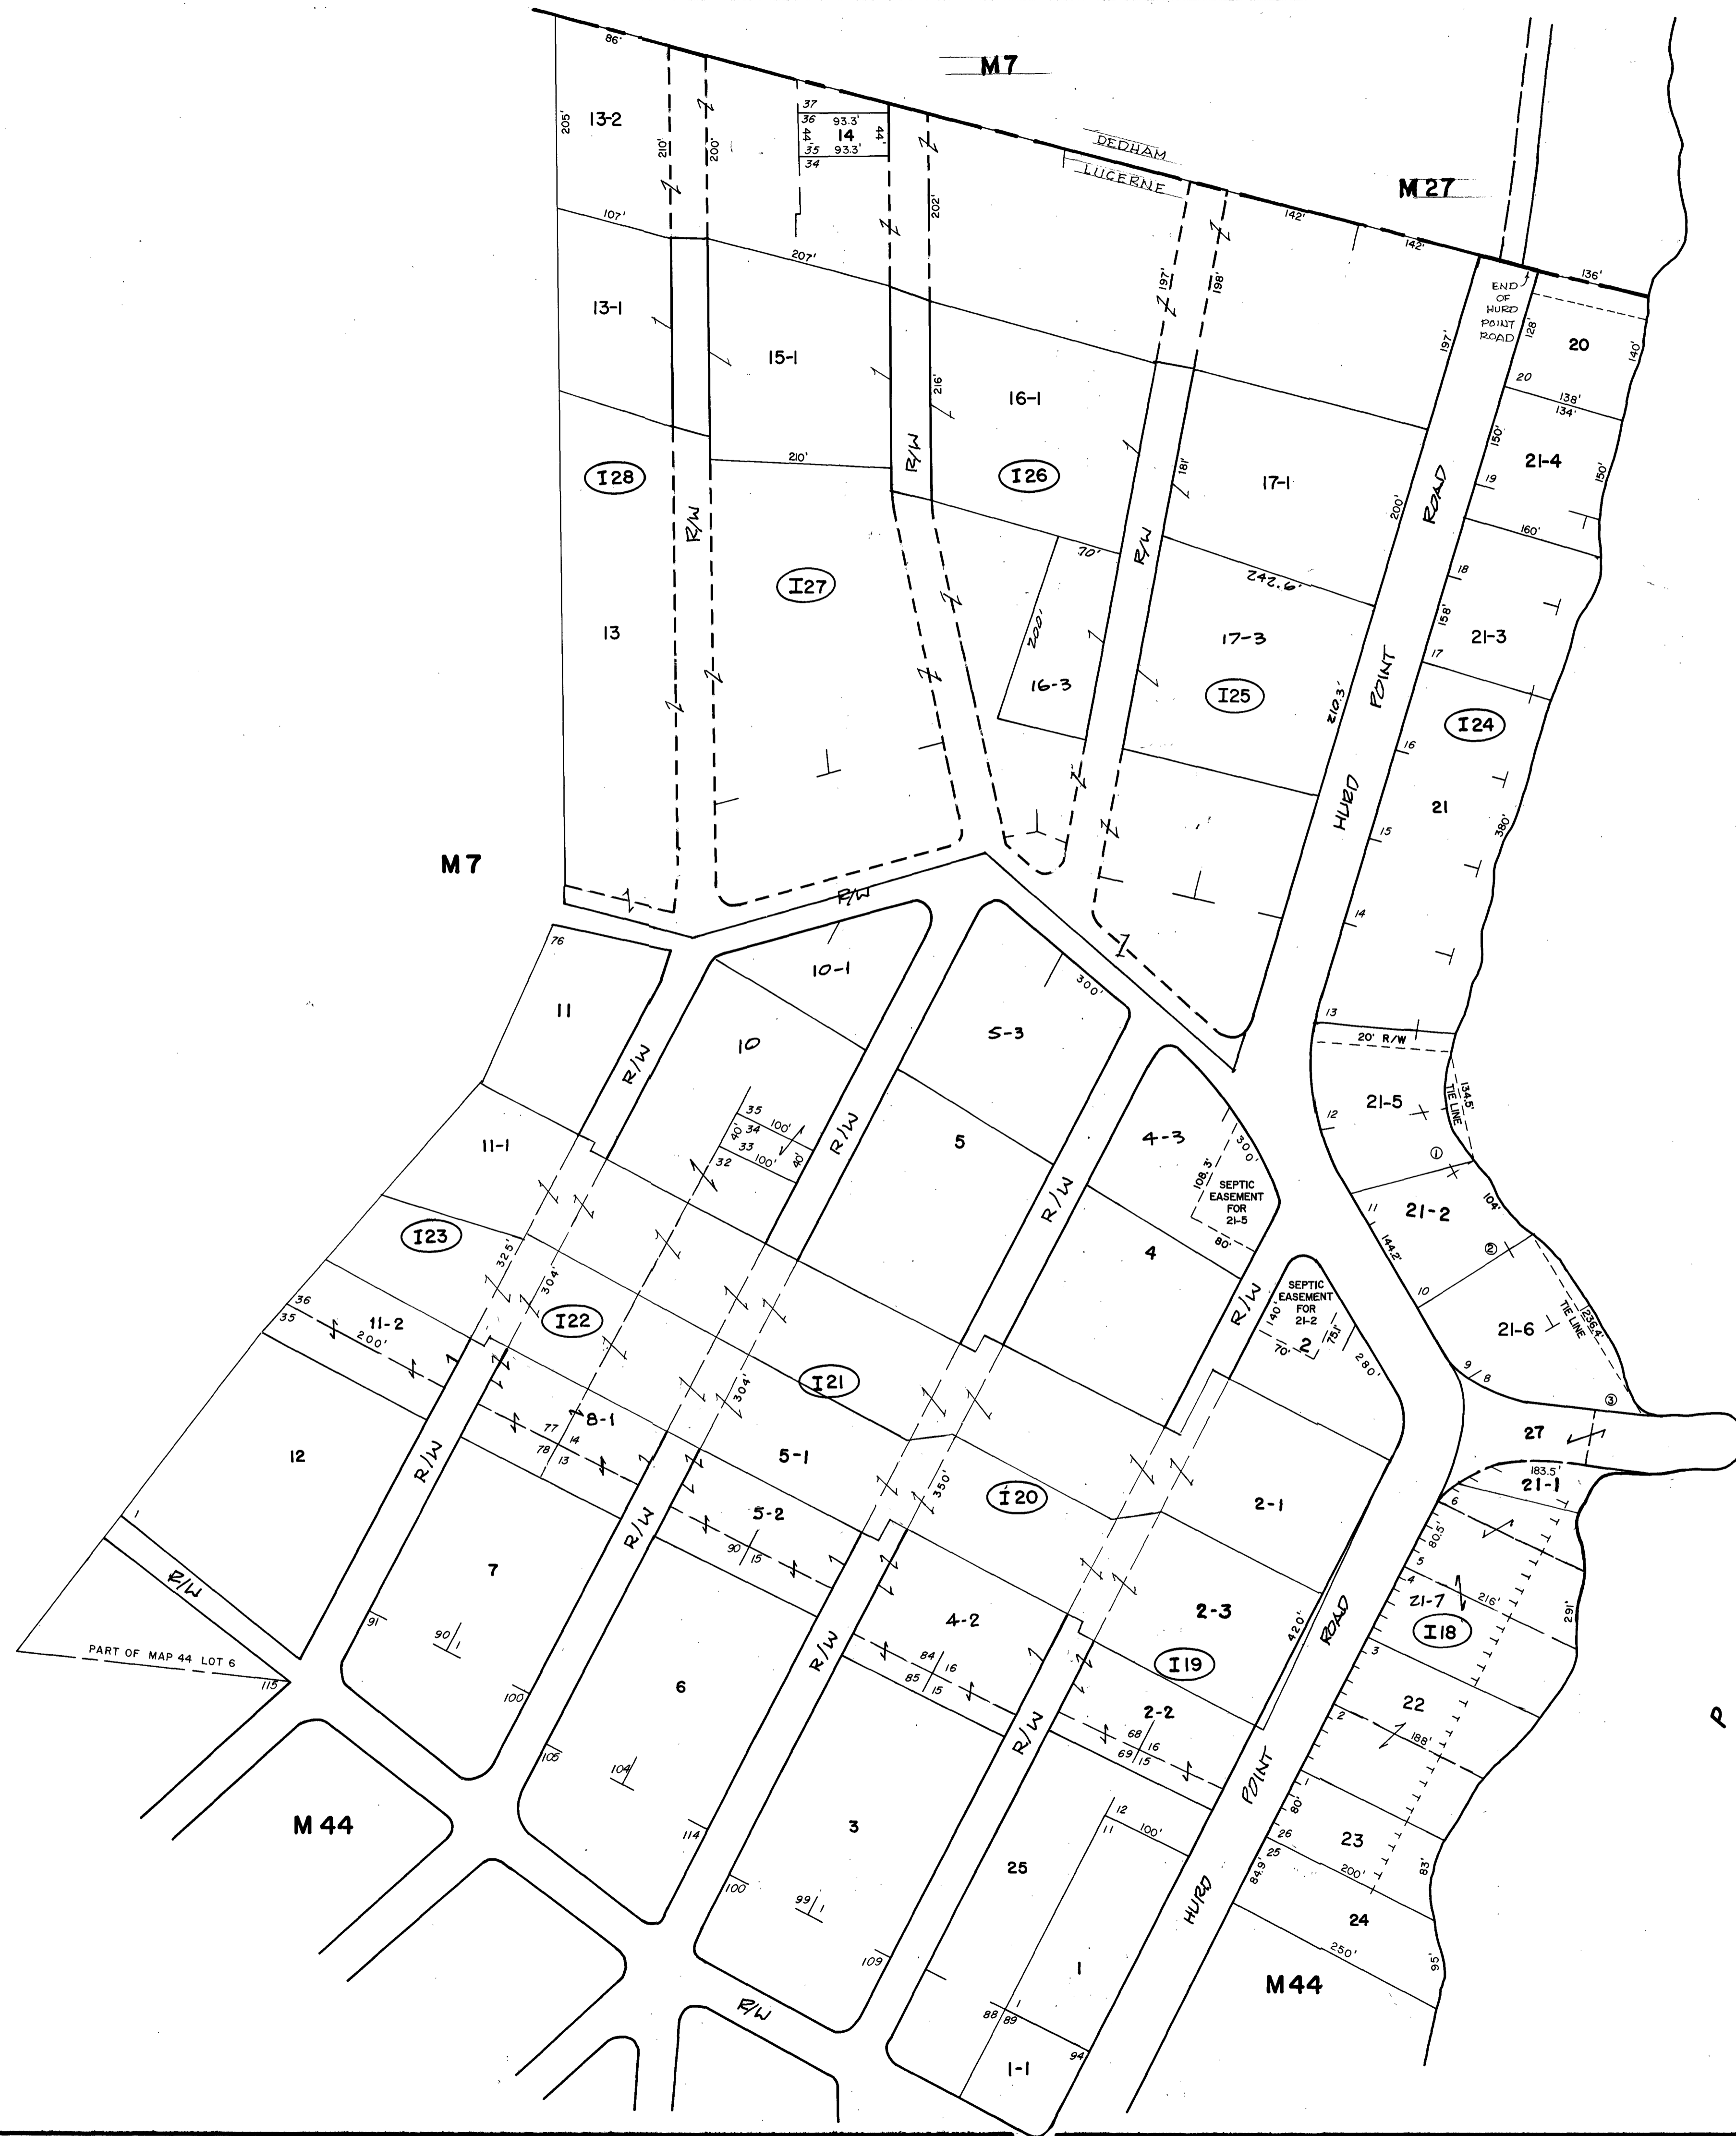 M7
86'
DEDHAM
LUCERNE
M 27
205'
13-2
210'
200'
37
36 93.3'
44' 14 44'
35 93.3'
34
202'
142'
142'
136'
107'
207'
197'
198'
END
OF
HURD
POINT
ROAD
197'
128'
20
140'
20
138'
134'
13-1
15-1
216'
16-1
R/W
210'
I28
I26
181'
17-1
200'
ROAD
150'
21-4
19
150'
160'
R/W
R/W
70'
242.6'
18
I27
13
200'
16-3
17-3
I25
210.3'
POINT
158'
21-3
17
I24
16
HURD
21
15
380'
14
M 7
R/W
76
11
10-1
10
R/W
300'
5-3
13
20' R/W
134.5'
TIE LINE
21-5
12
1
35
100'
40' 34
33 100' 40'
32
R/W
5
4-3
300'
108.3'
SEPTIC
EASEMENT
FOR
21-5
80'
11-1
R/W
4
11
21-2
104'
144.2'
2
I23
325'
304'
10
R/W
SEPTIC
EASEMENT
FOR
21-2
140'
75.1'
70'
2
280'
21-6
236.4'
TIE LINE
9
8
3
36
35
11-2
200'
I22
I21
304'
27
183.5'
21-1
8-1
77 14
78 13
5-1
350'
I20
2-1
12
R/W
5-2
90 15
R/W
6
80.5'
5
4
21-7
216'
I18
291'
1
R/W
7
91
90 1
100
PART OF MAP 44 LOT 6
115
4-2
84 16
85 15
R/W
2-3
I19
420'
ROAD
3
22
2
188'
6
105
104
114
2-2
68 16
69 15
R/W
POINT
1
80'
P
M 44
3
100
99 1
109
25
12
11
100'
26
25
23
200'
83'
84.9'
HURD
24
250'
95'
1
M 44
R/W
88 1
89
94
1-1